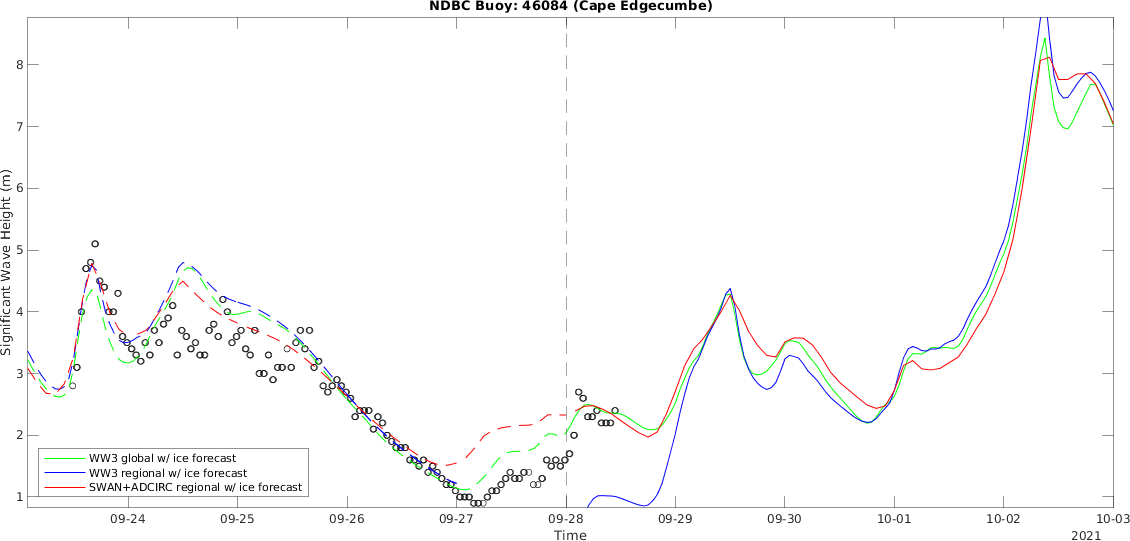 NDBC Buoy: 46084 (Cape Edgecumbe)
Significant Wave Height (m)
8
7
6
5
4
3
2
1
WW3 global w/ ice forecast
WW3 regional w/ ice forecast
SWAN+ADCIRC regional w/ ice forecast
09-24 09-25 09-26 09-27 09-28 09-29 09-30 10-01 10-02 10-03
Time
2021